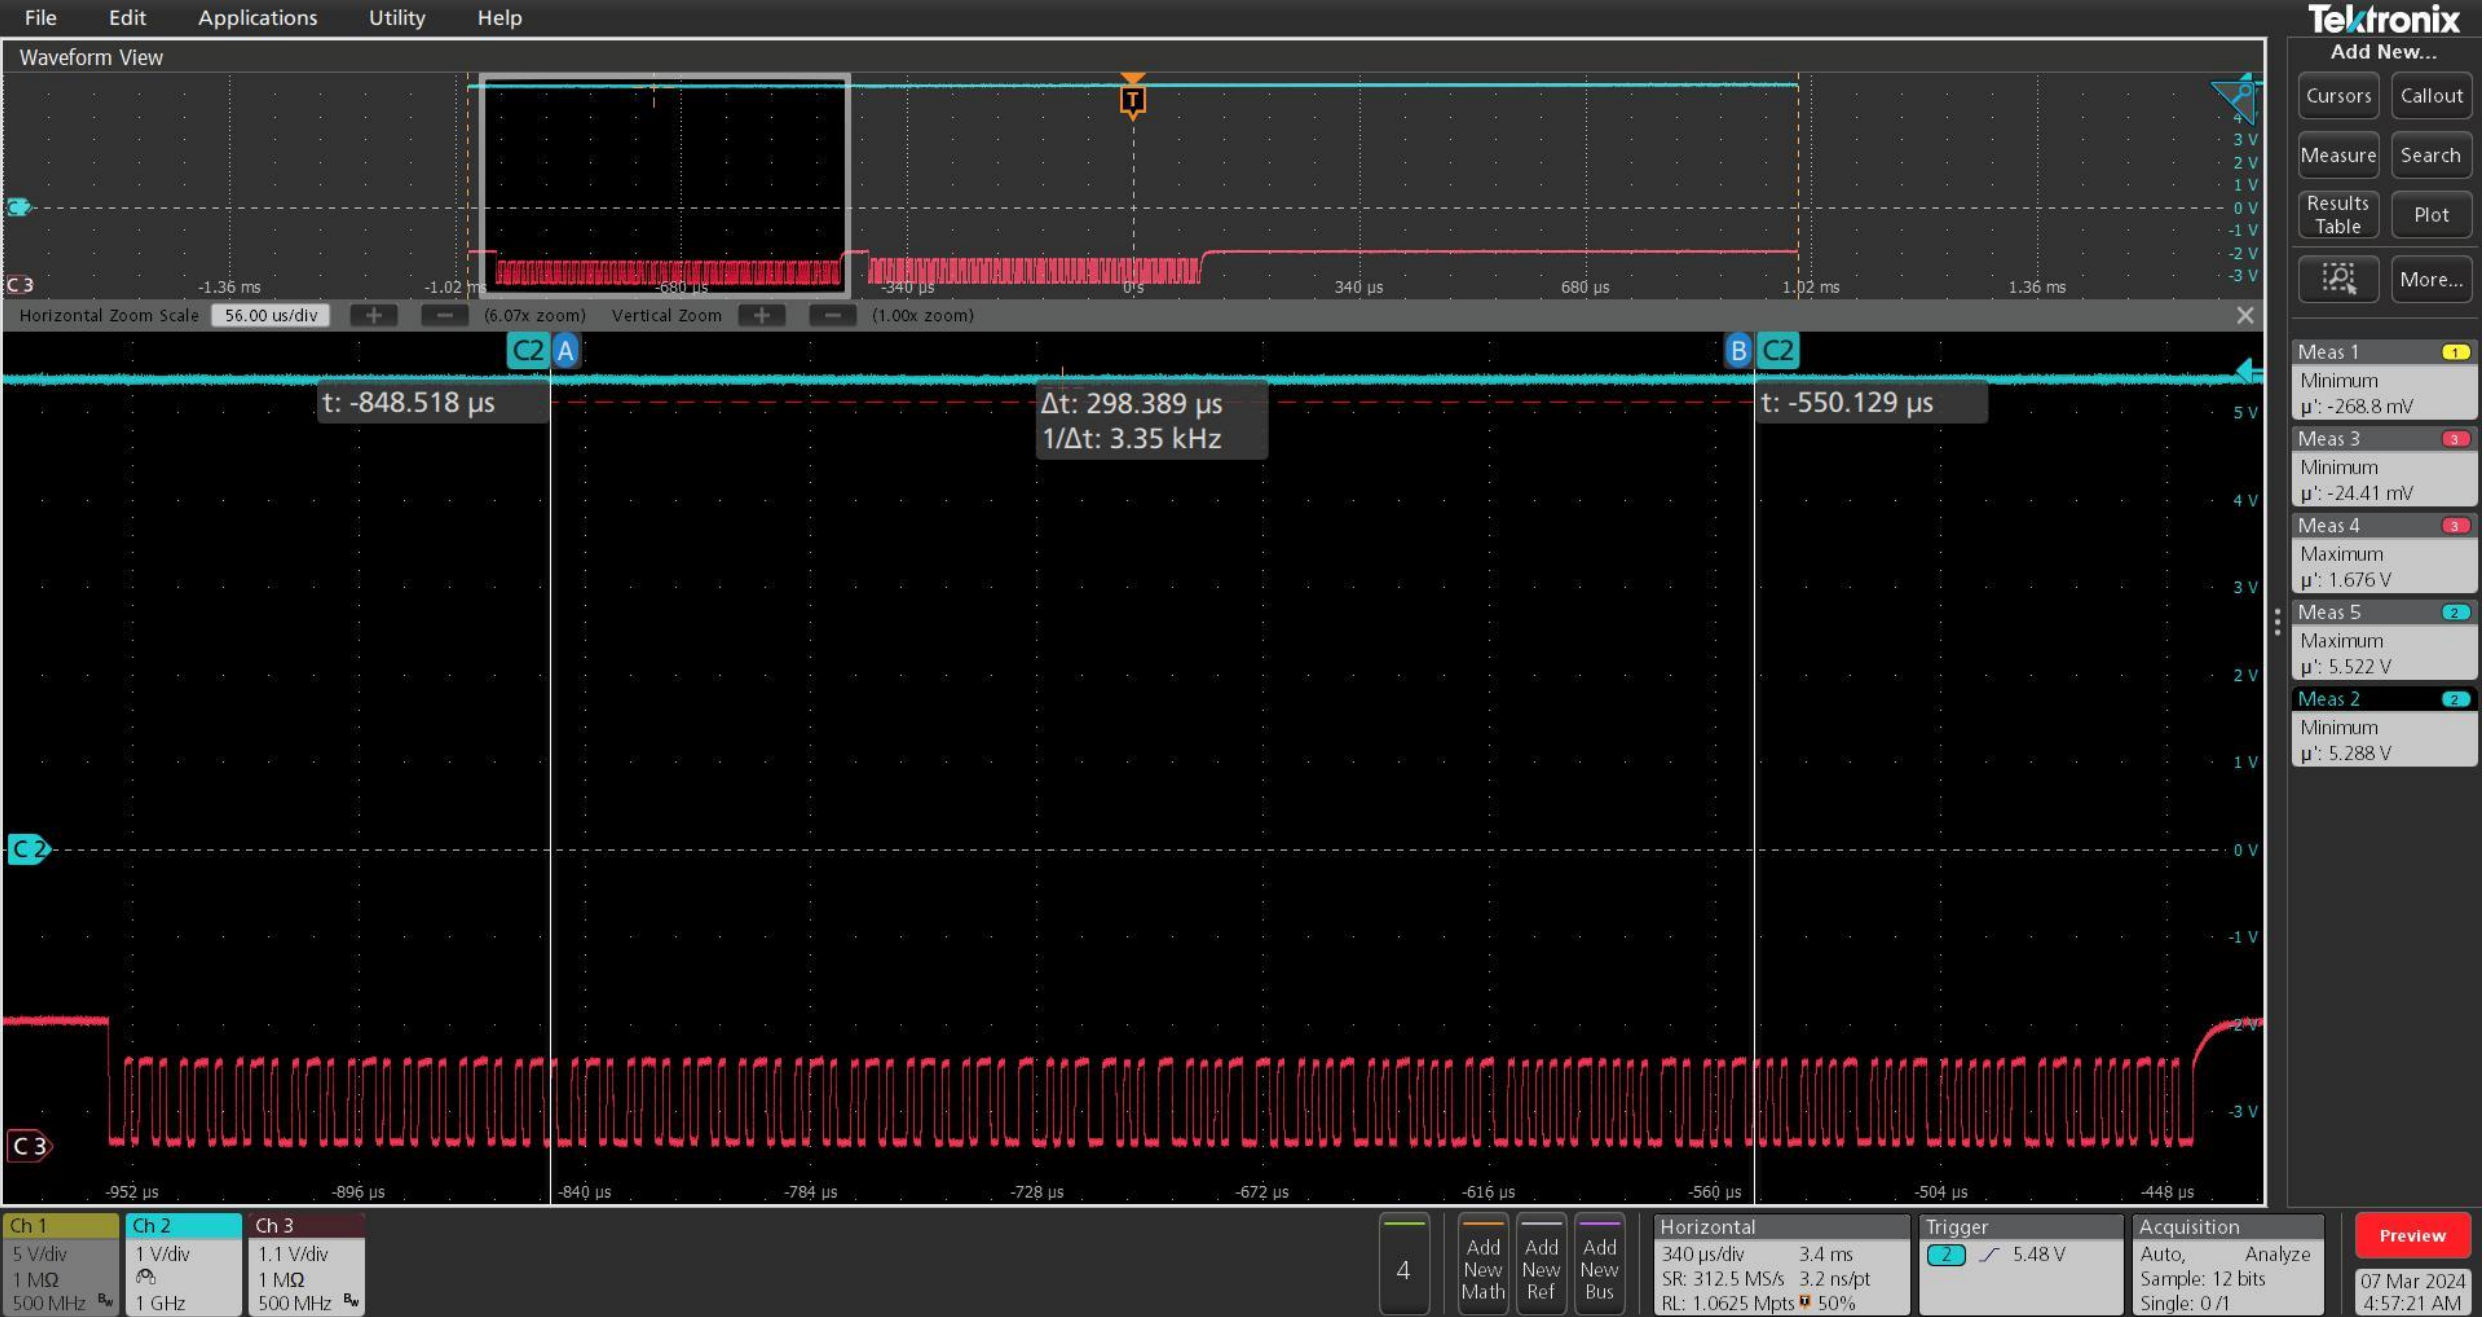 File Edit Applications Utility Help
Tektronix
Waveform View
Add New...
Cursors Callout
Measure Search
Results Table Plot
More...
T
3 V
2 V
1 V
0 V
-1 V
-2 V
-3 V
C 3
-1.36 ms -1.02 ms -680 µs -340 µs 0 s 340 µs 680 µs 1.02 ms 1.36 ms
Horizontal Zoom Scale 56.00 us/div + − (6.07x zoom) Vertical Zoom + − (1.00x zoom)
C2 A B C2
t: -848.518 µs
Δt: 298.389 µs
1/Δt: 3.35 kHz
t: -550.129 µs
5 V
4 V
3 V
2 V
1 V
C 2
0 V
-1 V
-2 V
-3 V
C 3
-952 µs -896 µs -840 µs -784 µs -728 µs -672 µs -616 µs -560 µs -504 µs -448 µs
Meas 1 1
Minimum
µ': -268.8 mV
Meas 3 3
Minimum
µ': -24.41 mV
Meas 4 3
Maximum
µ': 1.676 V
Meas 5 2
Maximum
µ': 5.522 V
Meas 2 2
Minimum
µ': 5.288 V
Ch 1
5 V/div
1 MΩ
500 MHz Bw
Ch 2
1 V/div
1 GHz
Ch 3
1.1 V/div
1 MΩ
500 MHz Bw
4
Add New Math
Add New Ref
Add New Bus
Horizontal
340 µs/div 3.4 ms
SR: 312.5 MS/s 3.2 ns/pt
RL: 1.0625 Mpts 50%
Trigger
2 5.48 V
Acquisition
Auto, Analyze
Sample: 12 bits
Single: 0 /1
Preview
07 Mar 2024
4:57:21 AM